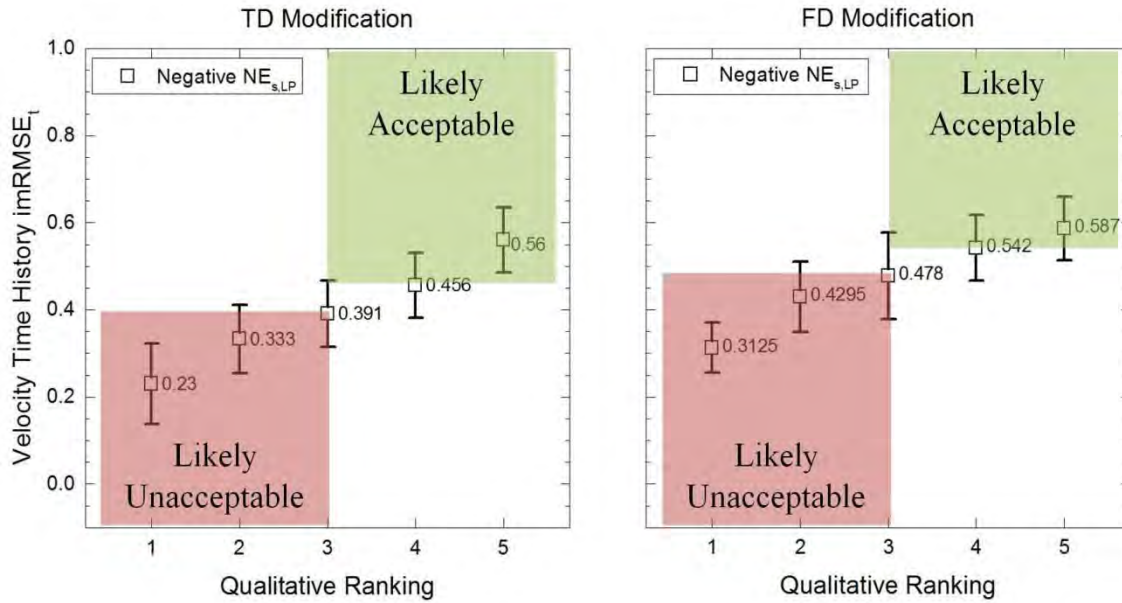 TD Modification
FD Modification
Velocity Time History imRMSE_t
1.0
0.8
0.6
0.4
0.2
0.0
Negative NE_s,LP
Likely
Acceptable
0.56
0.456
0.391
0.333
0.23
Likely
Unacceptable
1 2 3 4 5
Qualitative Ranking
Negative NE_s,LP
Likely
Acceptable
0.587
0.542
0.478
0.4295
0.3125
Likely
Unacceptable
1 2 3 4 5
Qualitative Ranking